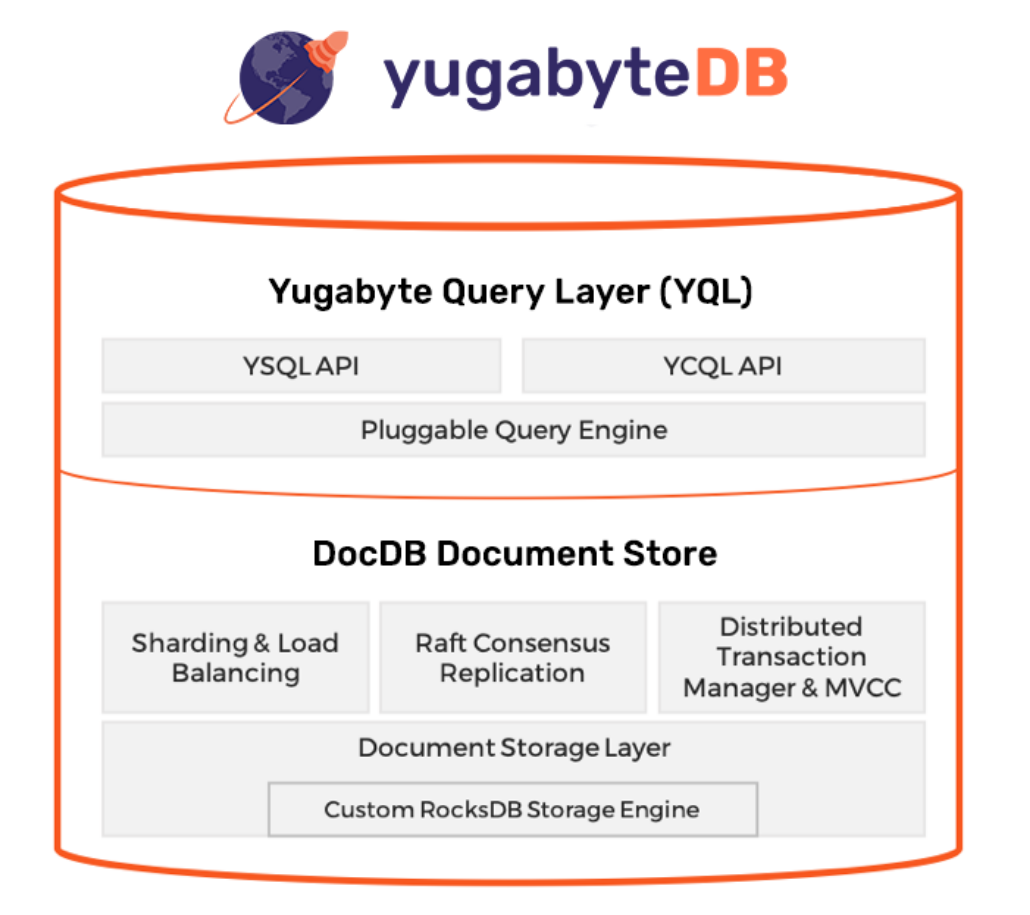 yugabyteDB
Yugabyte Query Layer (YQL)
YSQL API
YCQL API
Pluggable Query Engine
DocDB Document Store
Sharding & Load
Balancing
Raft Consensus
Replication
Distributed
Transaction
Manager & MVCC
Document Storage Layer
Custom RocksDB Storage Engine